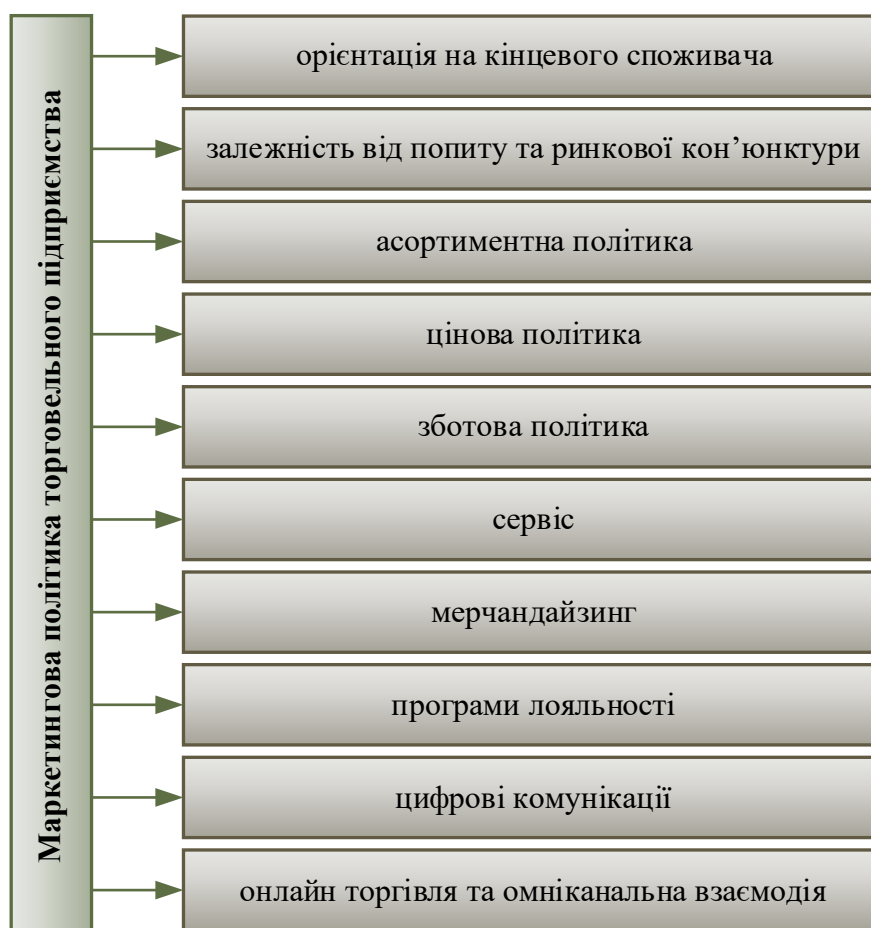 Маркетингова політика торговельного підприємства
орієнтація на кінцевого споживача
залежність від попиту та ринкової кон’юнктури
асортиментна політика
цінова політика
зботова політика
сервіс
мерчандайзинг
програми лояльності
цифрові комунікації
онлайн торгівля та омніканальна взаємодія